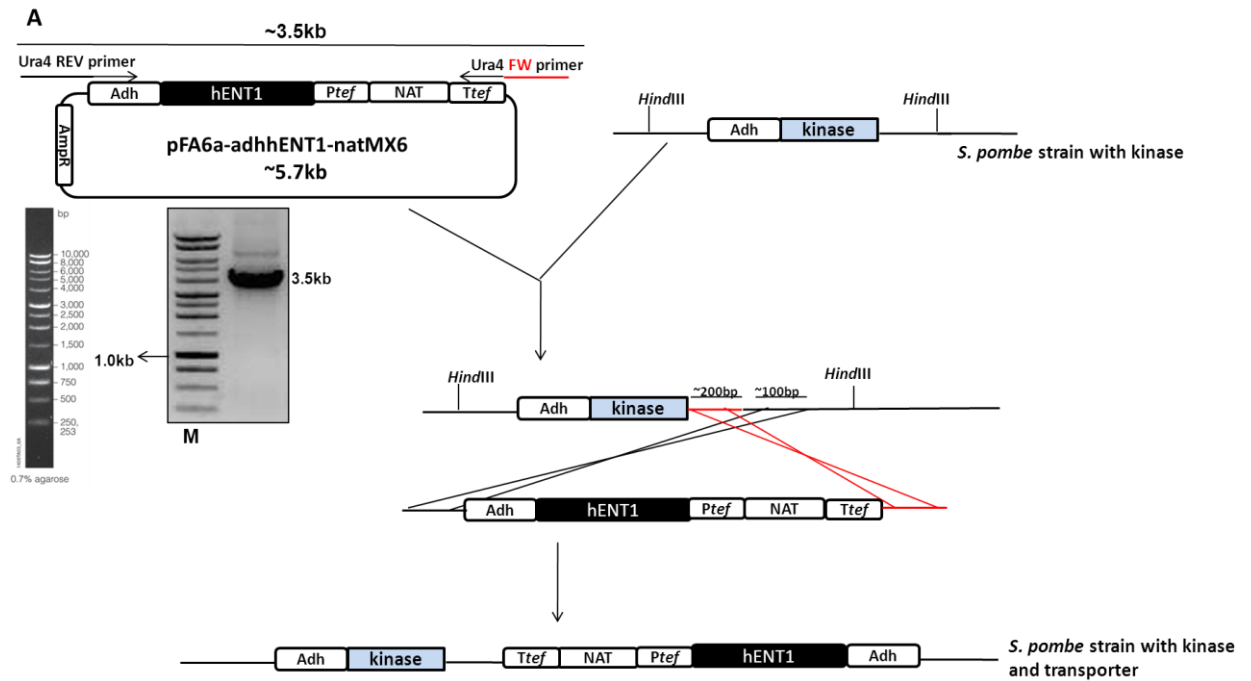 A
~3.5kb
Ura4 REV primer
Ura4 FW primer
Adh
hENT1
Ptef
NAT
Ttef
AmpR
pFA6a-adhhENT1-natMX6
~5.7kb
HindIII
HindIII
Adh
kinase
S. pombe strain with kinase
bp
10,000
8,000
6,000
5,000
4,000
3,000
2,500
2,000
1,500
1,000
750
500
250,
253
0.7% agarose
3.5kb
1.0kb
M
HindIII
~200bp
~100bp
HindIII
Adh
kinase
Adh
hENT1
Ptef
NAT
Ttef
Adh
kinase
Ttef
NAT
Ptef
hENT1
Adh
S. pombe strain with kinase
and transporter